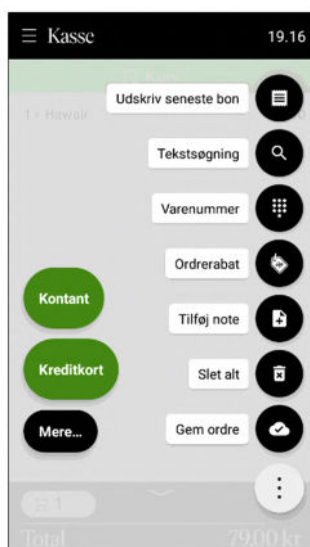 Kasse 19.16
Kurv
Udskriv seneste bon
1 × Hawaii
Tekstsøgning
Varenummer
Ordrerabat
Kontant
Tilføj note
Kreditkort
Slet alt
Mere...
Gem ordre
1
Total 79.00 kr